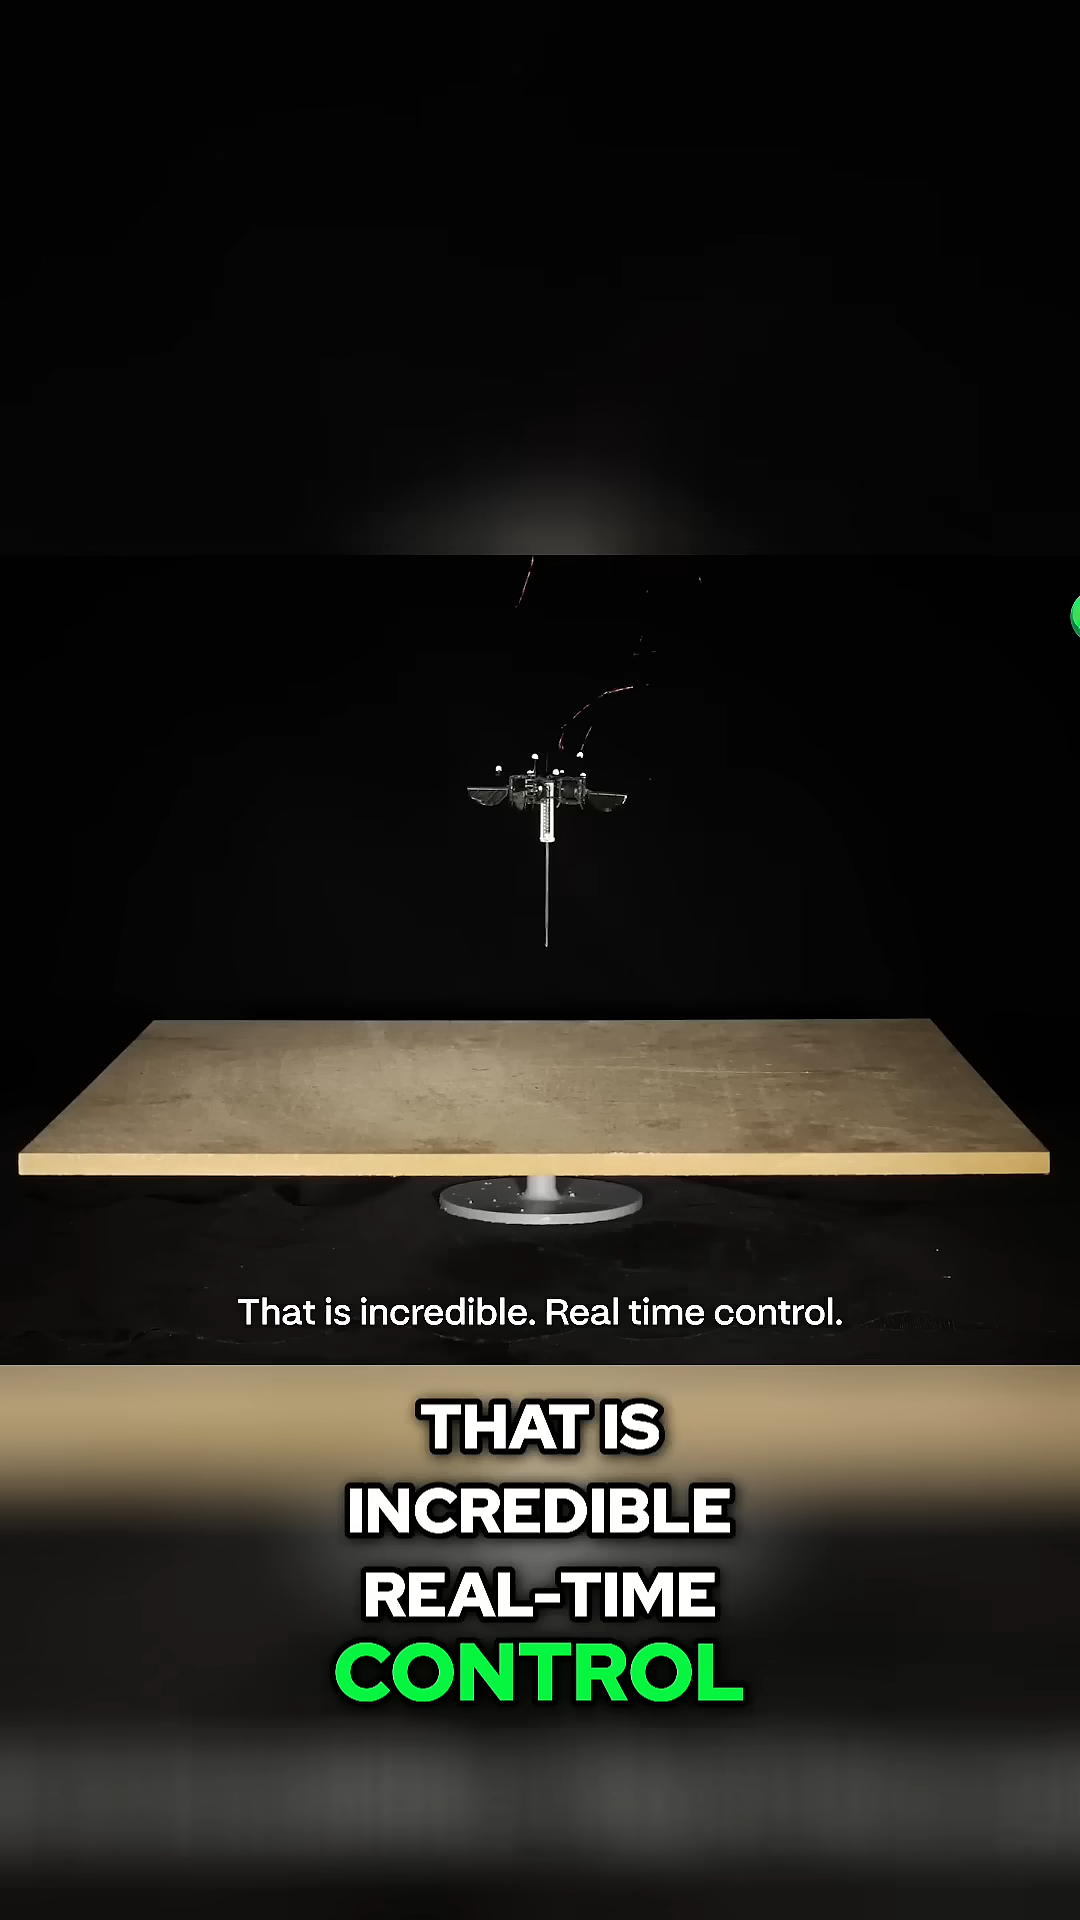 That is incredible. Real time control.
THAT IS
INCREDIBLE
REAL-TIME
CONTROL